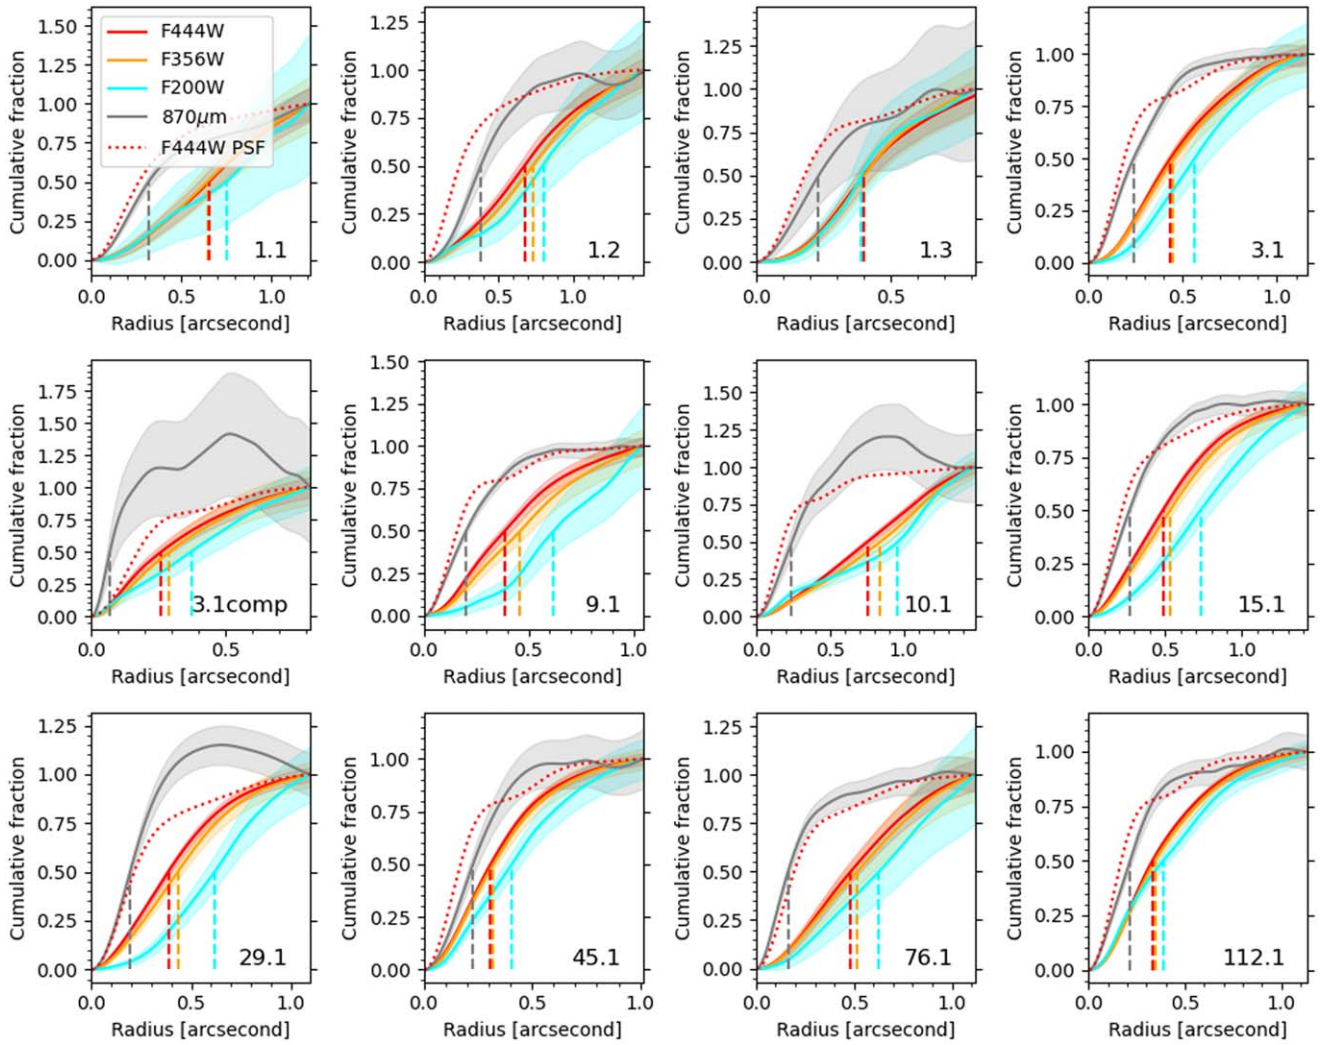 1.50
1.25
1.00
0.75
0.50
0.25
0.00
Cumulative fraction
F444W
F356W
F200W
870μm
F444W PSF
1.1
0.0 0.5 1.0
Radius [arcsecond]
1.25
1.00
0.75
0.50
0.25
0.00
Cumulative fraction
1.2
0.0 0.5 1.0
Radius [arcsecond]
1.25
1.00
0.75
0.50
0.25
0.00
Cumulative fraction
1.3
0.0 0.5
Radius [arcsecond]
1.00
0.75
0.50
0.25
0.00
Cumulative fraction
3.1
0.0 0.5 1.0
Radius [arcsecond]
1.75
1.50
1.25
1.00
0.75
0.50
0.25
0.00
Cumulative fraction
3.1comp
0.0 0.5
Radius [arcsecond]
1.50
1.25
1.00
0.75
0.50
0.25
0.00
Cumulative fraction
9.1
0.0 0.5 1.0
Radius [arcsecond]
1.50
1.25
1.00
0.75
0.50
0.25
0.00
Cumulative fraction
10.1
0.0 0.5 1.0
Radius [arcsecond]
1.00
0.75
0.50
0.25
0.00
Cumulative fraction
15.1
0.0 0.5 1.0
Radius [arcsecond]
1.25
1.00
0.75
0.50
0.25
0.00
Cumulative fraction
29.1
0.0 0.5 1.0
Radius [arcsecond]
1.00
0.75
0.50
0.25
0.00
Cumulative fraction
45.1
0.0 0.5 1.0
Radius [arcsecond]
1.25
1.00
0.75
0.50
0.25
0.00
Cumulative fraction
76.1
0.0 0.5 1.0
Radius [arcsecond]
1.00
0.75
0.50
0.25
0.00
Cumulative fraction
112.1
0.0 0.5 1.0
Radius [arcsecond]